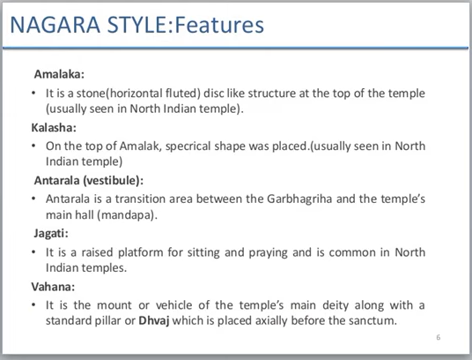 NAGARA STYLE:Features
Amalaka:
• It is a stone(horizontal fluted) disc like structure at the top of the temple
(usually seen in North Indian temple).
Kalasha:
• On the top of Amalak, specrical shape was placed.(usually seen in North
Indian temple)
Antarala (vestibule):
• Antarala is a transition area between the Garbhagriha and the temple's
main hall (mandapa).
Jagati:
• It is a raised platform for sitting and praying and is common in North
Indian temples.
Vahana:
• It is the mount or vehicle of the temple's main deity along with a
standard pillar or Dhvaj which is placed axially before the sanctum.
6